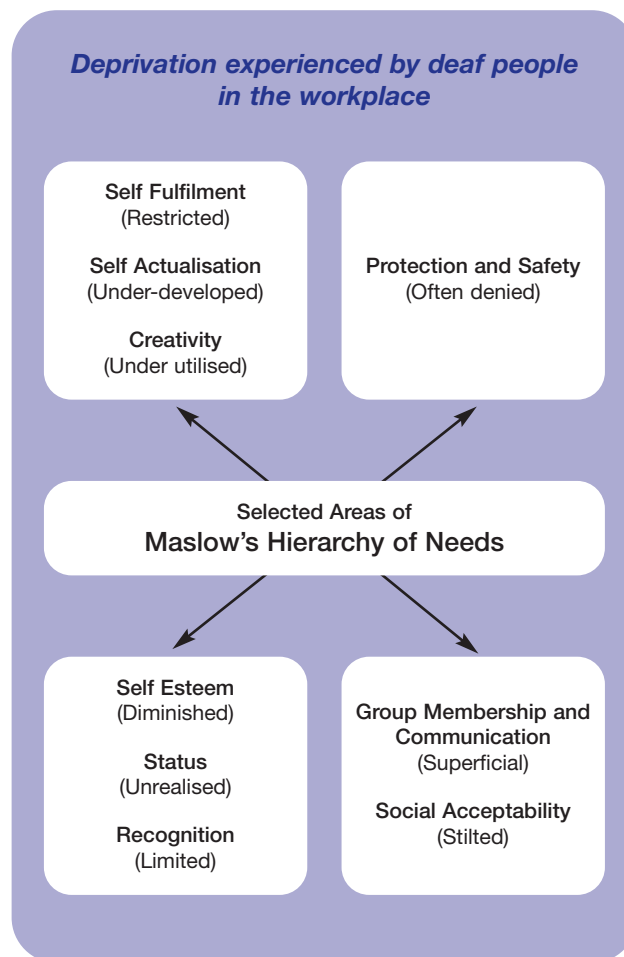 Deprivation experienced by deaf people
in the workplace
Self Fulfilment
(Restricted)
Self Actualisation
(Under-developed)
Creativity
(Under utilised)
Protection and Safety
(Often denied)
Selected Areas of
Maslow's Hierarchy of Needs
Self Esteem
(Diminished)
Status
(Unrealised)
Recognition
(Limited)
Group Membership and
Communication
(Superficial)
Social Acceptability
(Stilted)